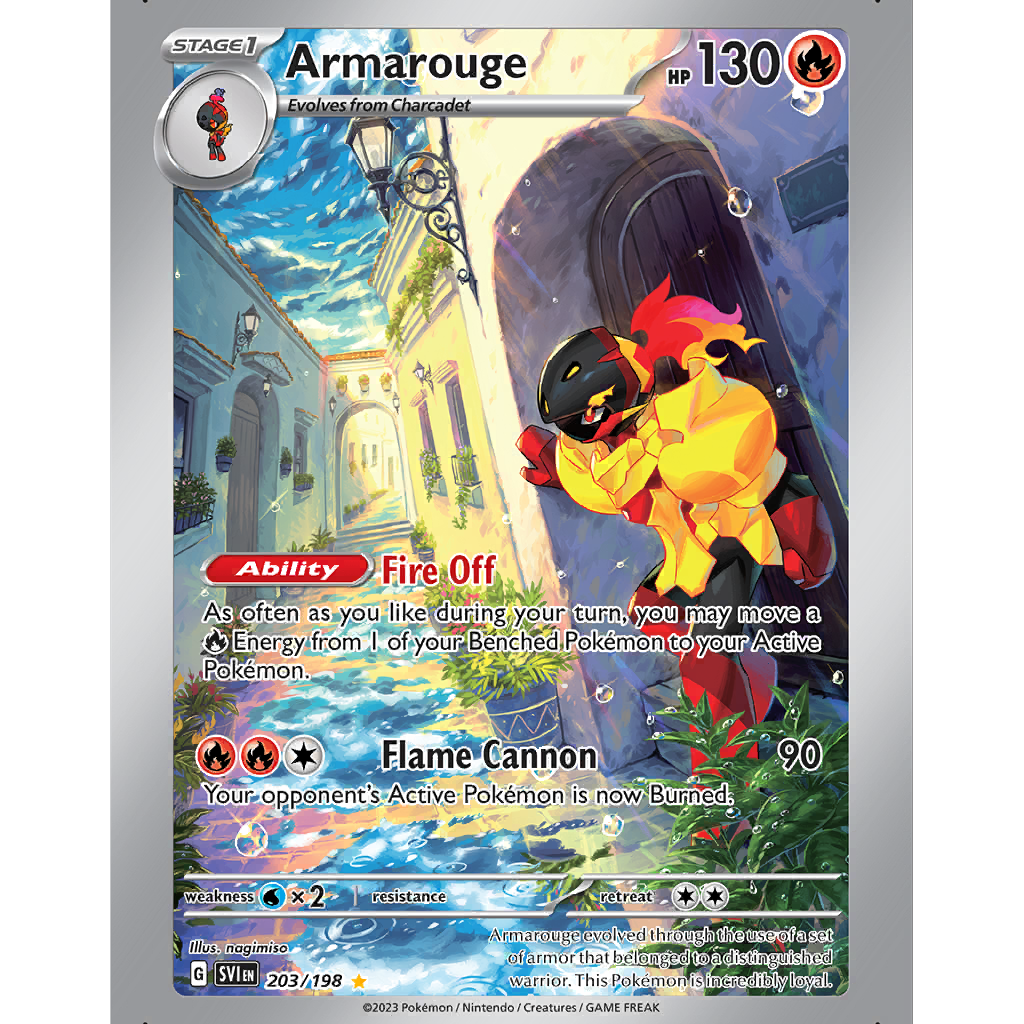 STAGE 1
Armarouge
HP 130
Evolves from Charcadet
Ability Fire Off
As often as you like during your turn, you may move a
Energy from 1 of your Benched Pokémon to your Active
Pokémon.
Flame Cannon 90
Your opponent's Active Pokémon is now Burned.
weakness ×2 resistance retreat
Illus. nagimiso
Armarouge evolved through the use of a set
of armor that belonged to a distinguished
warrior. This Pokémon is incredibly loyal.
G SVI EN 203/198
©2023 Pokémon / Nintendo / Creatures / GAME FREAK